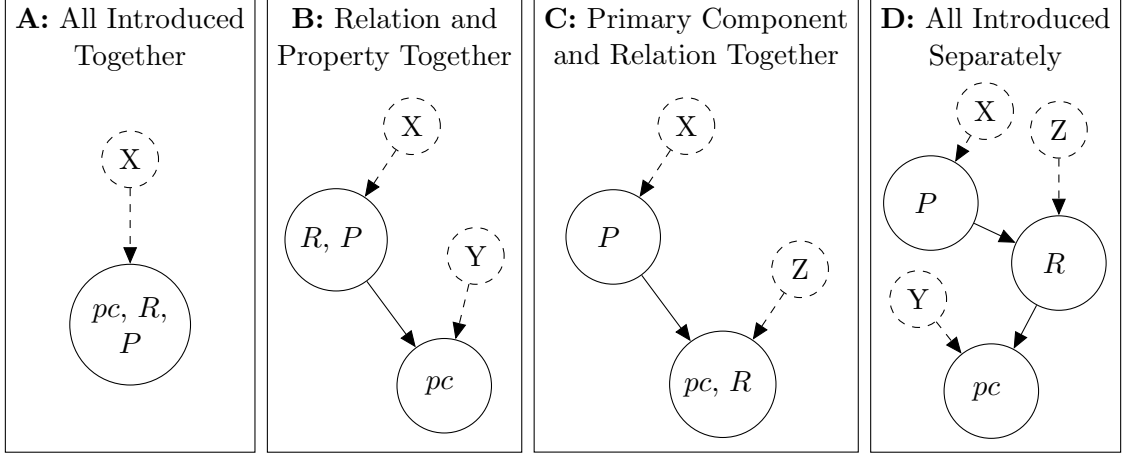 A: All Introduced
Together
X
pc, R,
P
B: Relation and
Property Together
X
R, P
Y
pc
C: Primary Component
and Relation Together
X
P
Z
pc, R
D: All Introduced
Separately
X
Z
P
R
Y
pc